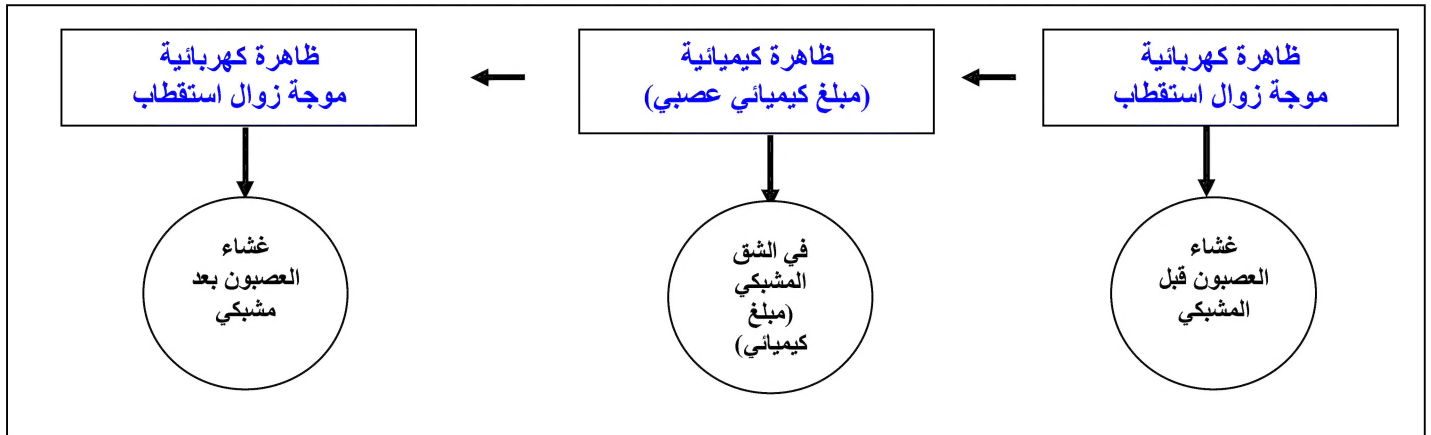 ظاهرة كهربائية
موجة زوال استقطاب
ظاهرة كيميائية
(مبلغ كيميائي عصبي)
ظاهرة كهربائية
موجة زوال استقطاب
غشاء
العصبون قبل
المشبكي
في الشق
المشبكي
(مبلغ
كيميائي)
غشاء
العصبون بعد
مشبكي